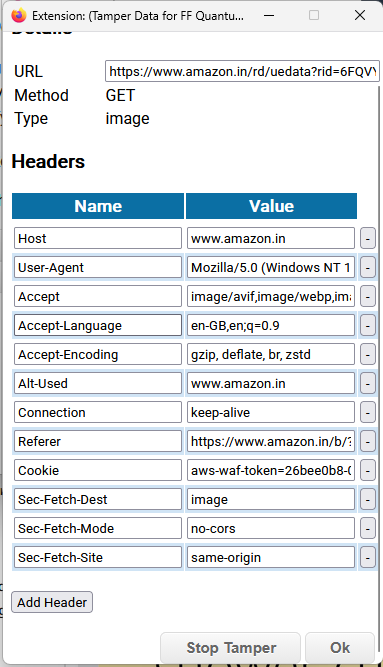 Extension: (Tamper Data for FF Quantu...
Details
URL https://www.amazon.in/rd/uedata?rid=6FQV
Method GET
Type image
Headers
Name Value
Host www.amazon.in -
User-Agent Mozilla/5.0 (Windows NT 1 -
Accept image/avif,image/webp,ima -
Accept-Language en-GB,en;q=0.9 -
Accept-Encoding gzip, deflate, br, zstd -
Alt-Used www.amazon.in -
Connection keep-alive -
Referer https://www.amazon.in/b/? -
Cookie aws-waf-token=26bee0b8- -
Sec-Fetch-Dest image -
Sec-Fetch-Mode no-cors -
Sec-Fetch-Site same-origin -
Add Header
Stop Tamper Ok